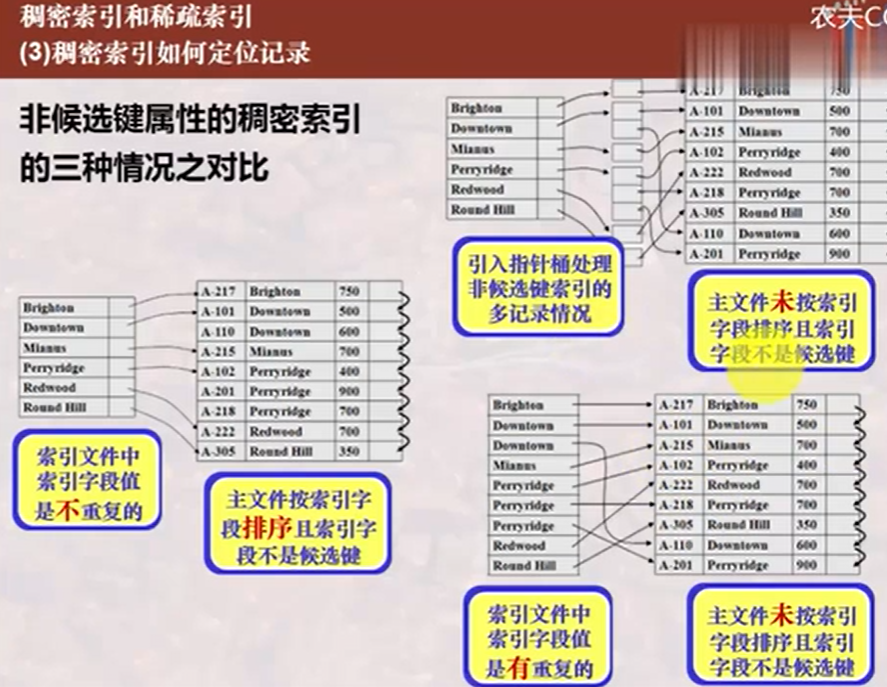 稠密索引和稀疏索引
(3)稠密索引如何定位记录
农夫CC
非候选键属性的稠密索引
的三种情况之对比
Brighton
Downtown
Mianus
Perryridge
Redwood
Round Hill
A-217 Brighton 750
A-101 Downtown 500
A-215 Mianus 700
A-102 Perryridge 400
A-222 Redwood 700
A-218 Perryridge 700
A-305 Round Hill 350
A-110 Downtown 600
A-201 Perryridge 900
引入指针桶处理
非候选键索引的
多记录情况
主文件未按索引
字段排序且索引
字段不是候选键
Brighton
Downtown
Mianus
Perryridge
Redwood
Round Hill
A-217 Brighton 750
A-101 Downtown 500
A-110 Downtown 600
A-215 Mianus 700
A-102 Perryridge 400
A-201 Perryridge 900
A-218 Perryridge 700
A-222 Redwood 700
A-305 Round Hill 350
索引文件中
索引字段值
是不重复的
主文件按索引字
段排序且索引字
段不是候选键
Brighton
Downtown
Downtown
Mianus
Perryridge
Perryridge
Perryridge
Redwood
Round Hill
A-217 Brighton 750
A-101 Downtown 500
A-215 Mianus 700
A-102 Perryridge 400
A-222 Redwood 700
A-218 Perryridge 700
A-305 Round Hill 350
A-110 Downtown 600
A-201 Perryridge 900
索引文件中
索引字段值
是有重复的
主文件未按索引
字段排序且索引
字段不是候选键